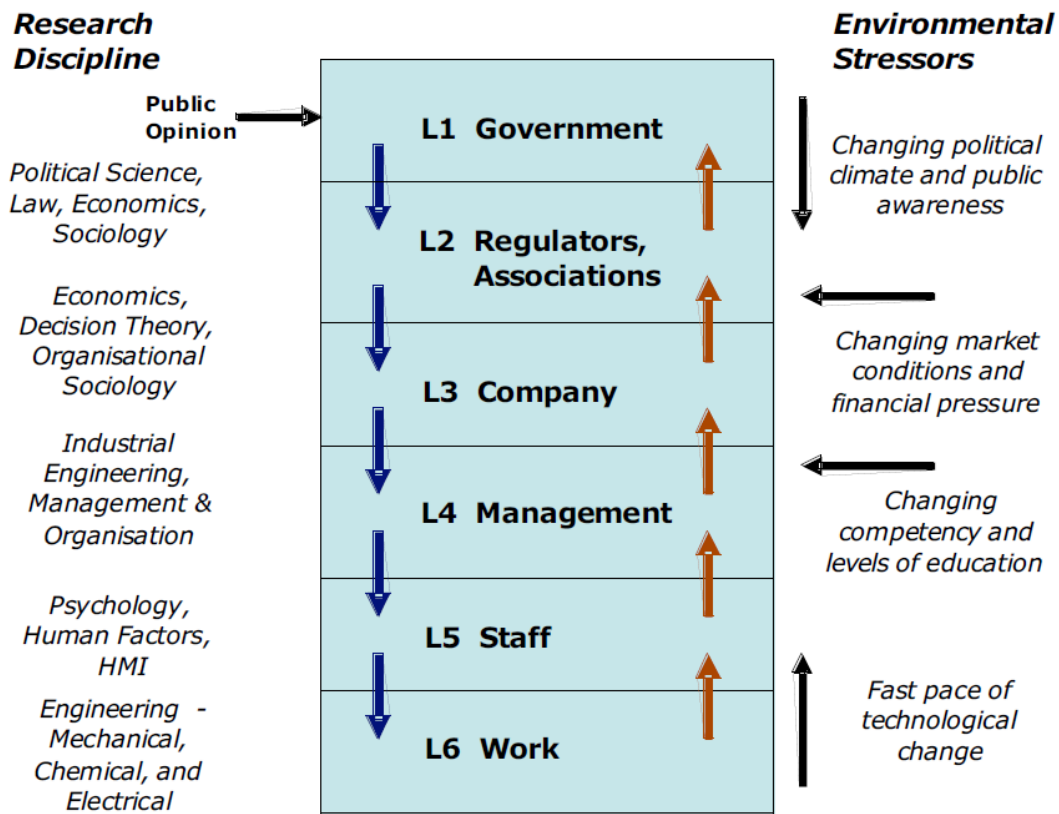 Research
Discipline
Public
Opinion
Political Science,
Law, Economics,
Sociology
Economics,
Decision Theory,
Organisational
Sociology
Industrial
Engineering,
Management &
Organisation
Psychology,
Human Factors,
HMI
Engineering -
Mechanical,
Chemical, and
Electrical
L1 Government
L2 Regulators,
Associations
L3 Company
L4 Management
L5 Staff
L6 Work
Environmental
Stressors
Changing political
climate and public
awareness
Changing market
conditions and
financial pressure
Changing
competency and
levels of education
Fast pace of
technological
change